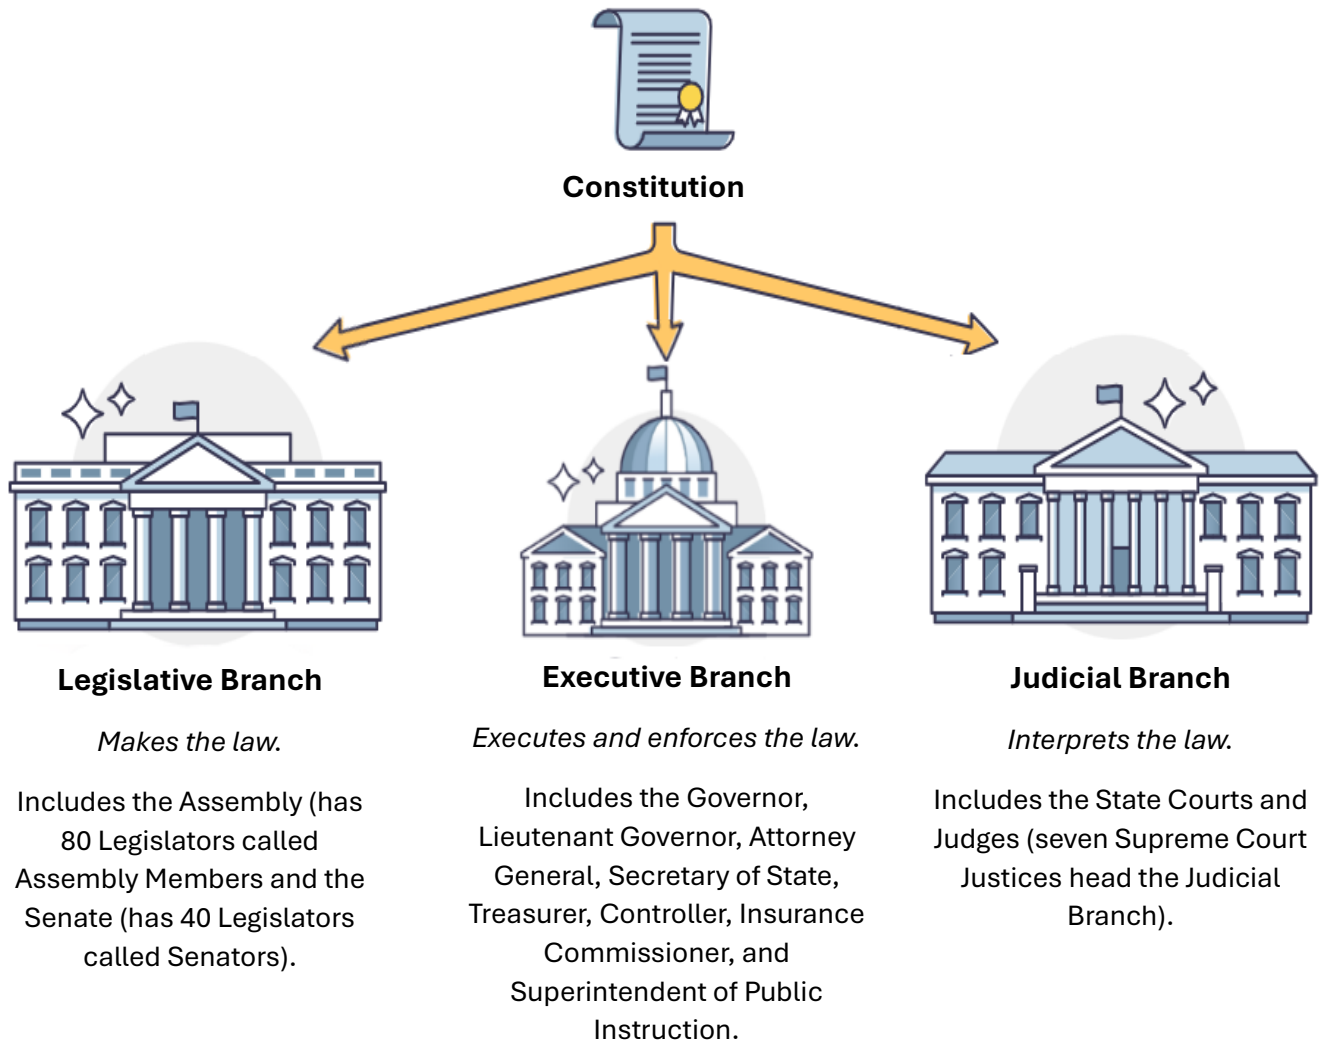 Constitution
Legislative Branch
Makes the law.
Includes the Assembly (has
80 Legislators called
Assembly Members and the
Senate (has 40 Legislators
called Senators).
Executive Branch
Executes and enforces the law.
Includes the Governor,
Lieutenant Governor, Attorney
General, Secretary of State,
Treasurer, Controller, Insurance
Commissioner, and
Superintendent of Public
Instruction.
Judicial Branch
Interprets the law.
Includes the State Courts and
Judges (seven Supreme Court
Justices head the Judicial
Branch).